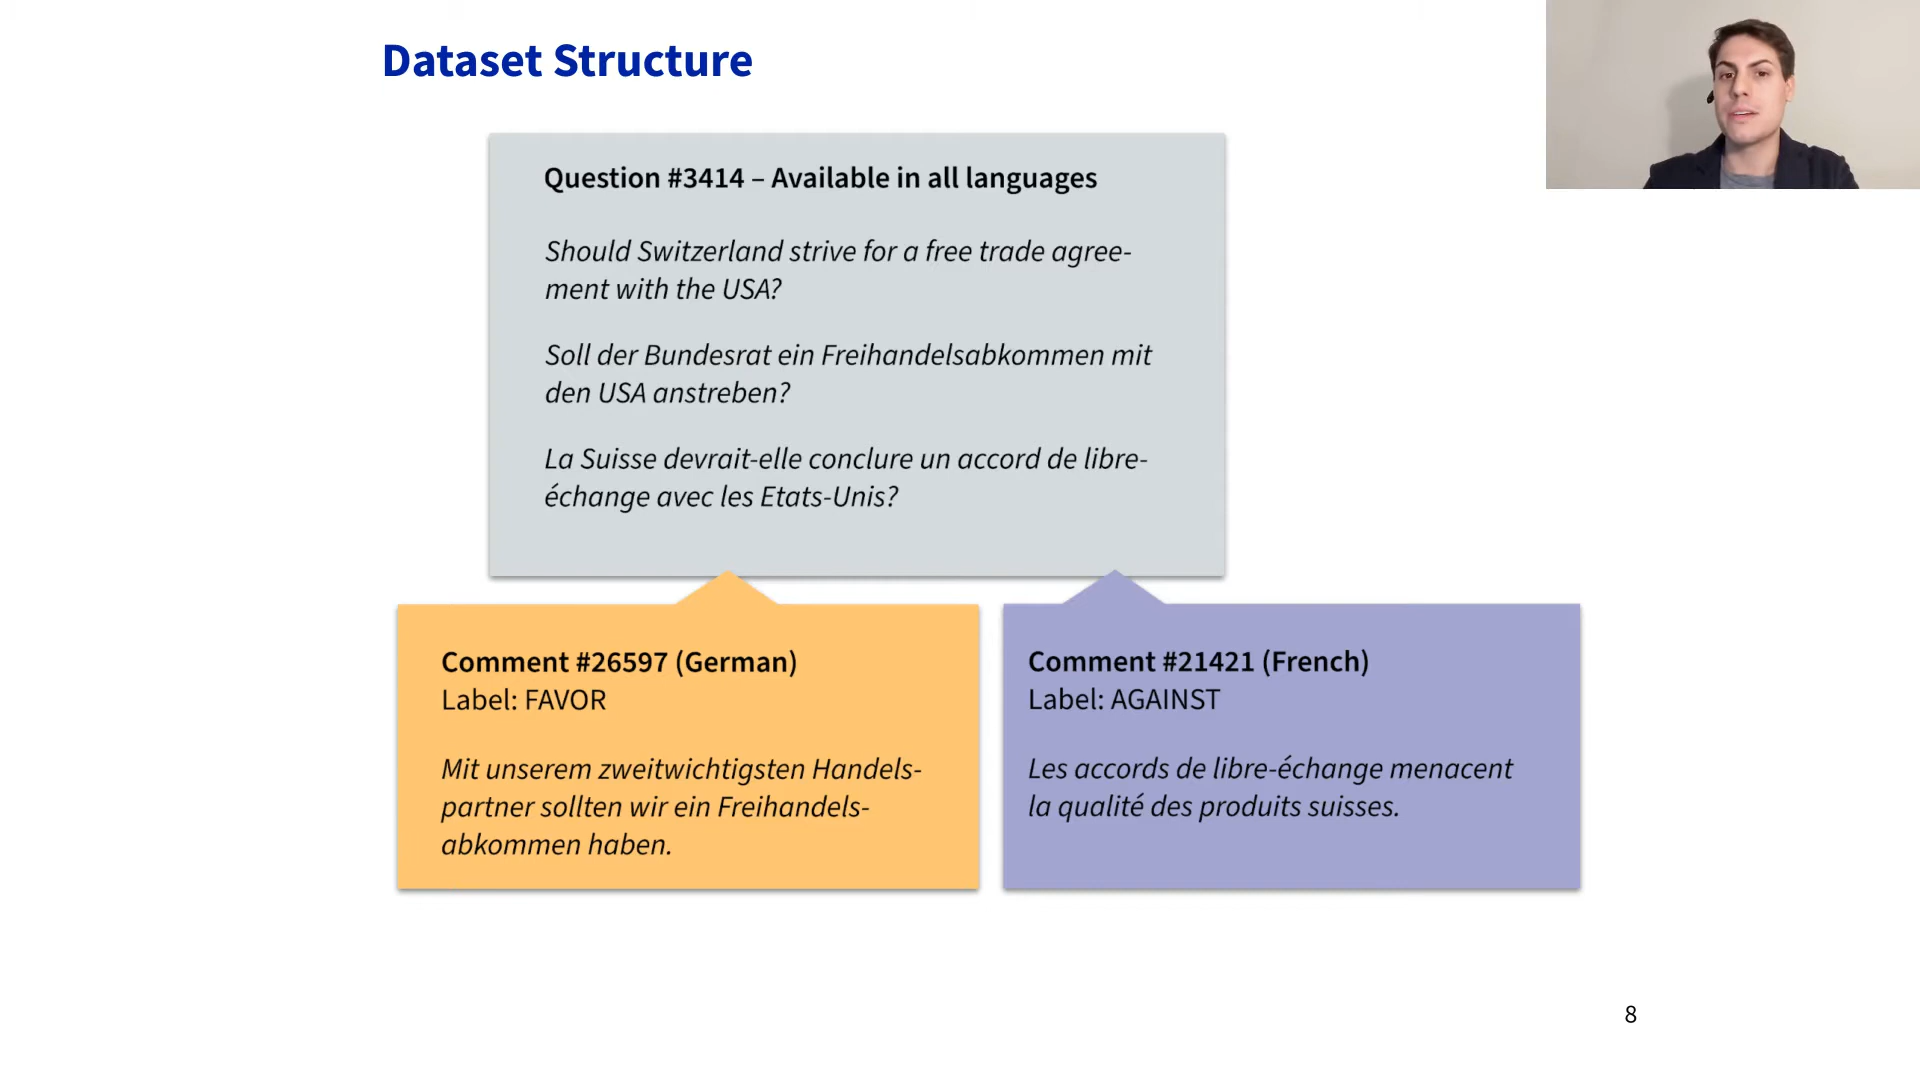 Dataset Structure
Question #3414 – Available in all languages
Should Switzerland strive for a free trade agree-
ment with the USA?
Soll der Bundesrat ein Freihandelsabkommen mit
den USA anstreben?
La Suisse devrait-elle conclure un accord de libre-
échange avec les Etats-Unis?
Comment #26597 (German)
Label: FAVOR
Mit unserem zweitwichtigsten Handels-
partner sollten wir ein Freihandels-
abkommen haben.
Comment #21421 (French)
Label: AGAINST
Les accords de libre-échange menacent
la qualité des produits suisses.
8